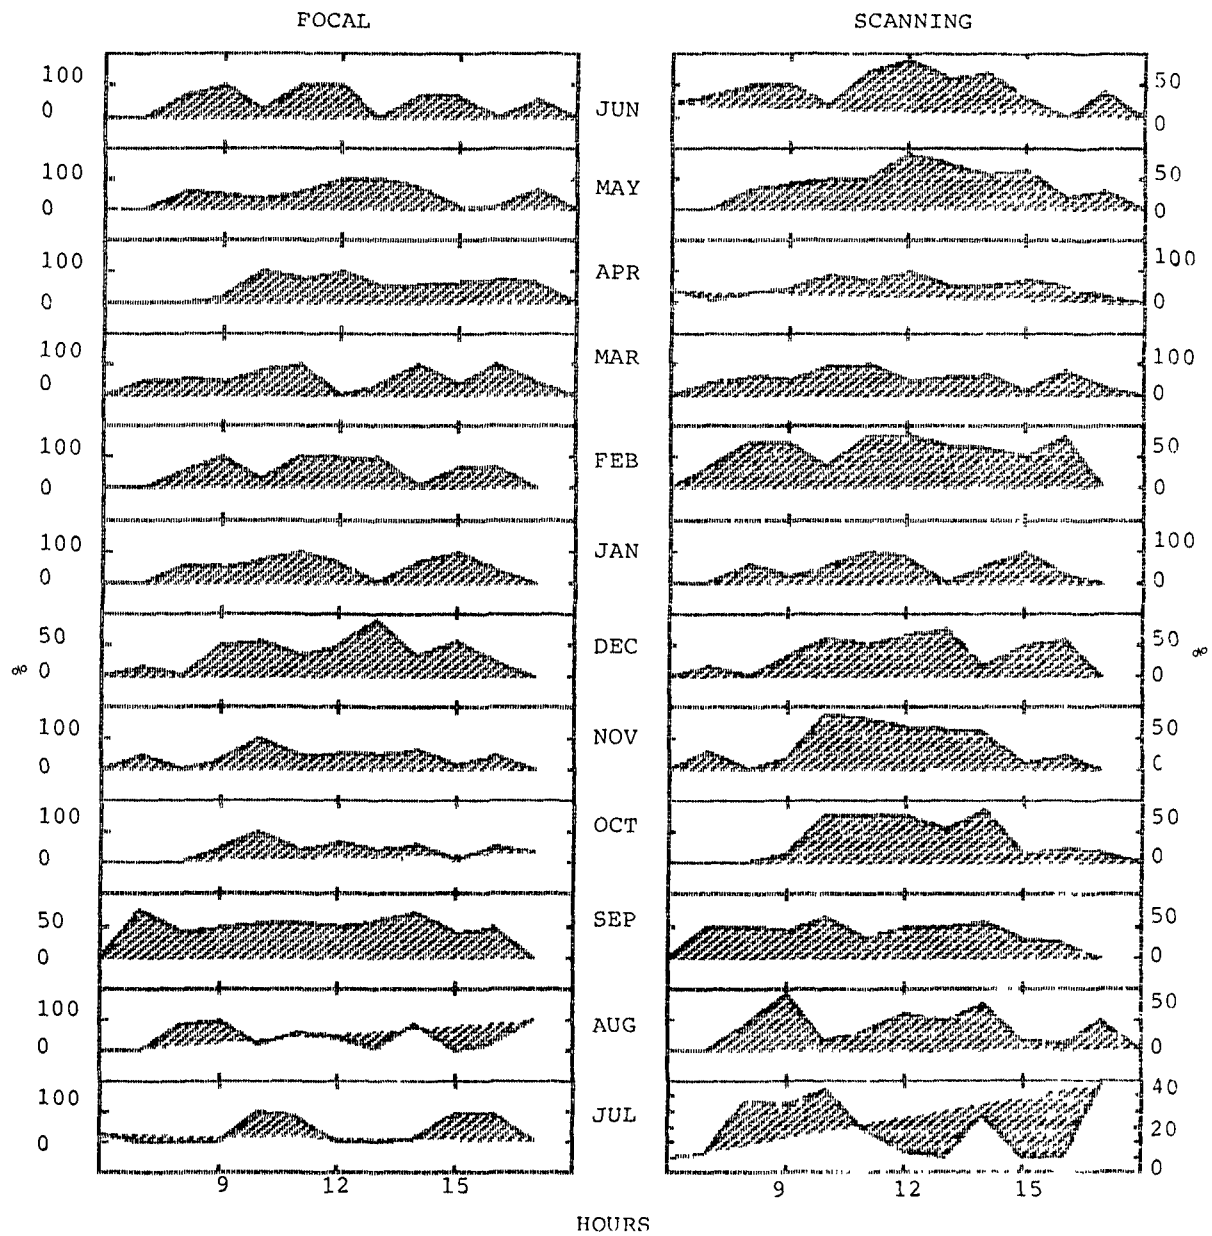 FOCAL SCANNING
100 50
0 JUN 0
100 MAY 50
0 0
100 APR 100
0 0
100 MAR 100
0 0
100 FEB 50
0 0
100 JAN 100
0 0
50 DEC 50
% 0 0 %
100 NOV 50
0 C
100 OCT 50
0 0
50 SEP 50
0 0
100 AUG 50
0 0
100 JUL 40
0 20
0
9 12 15 9 12 15
HOURS